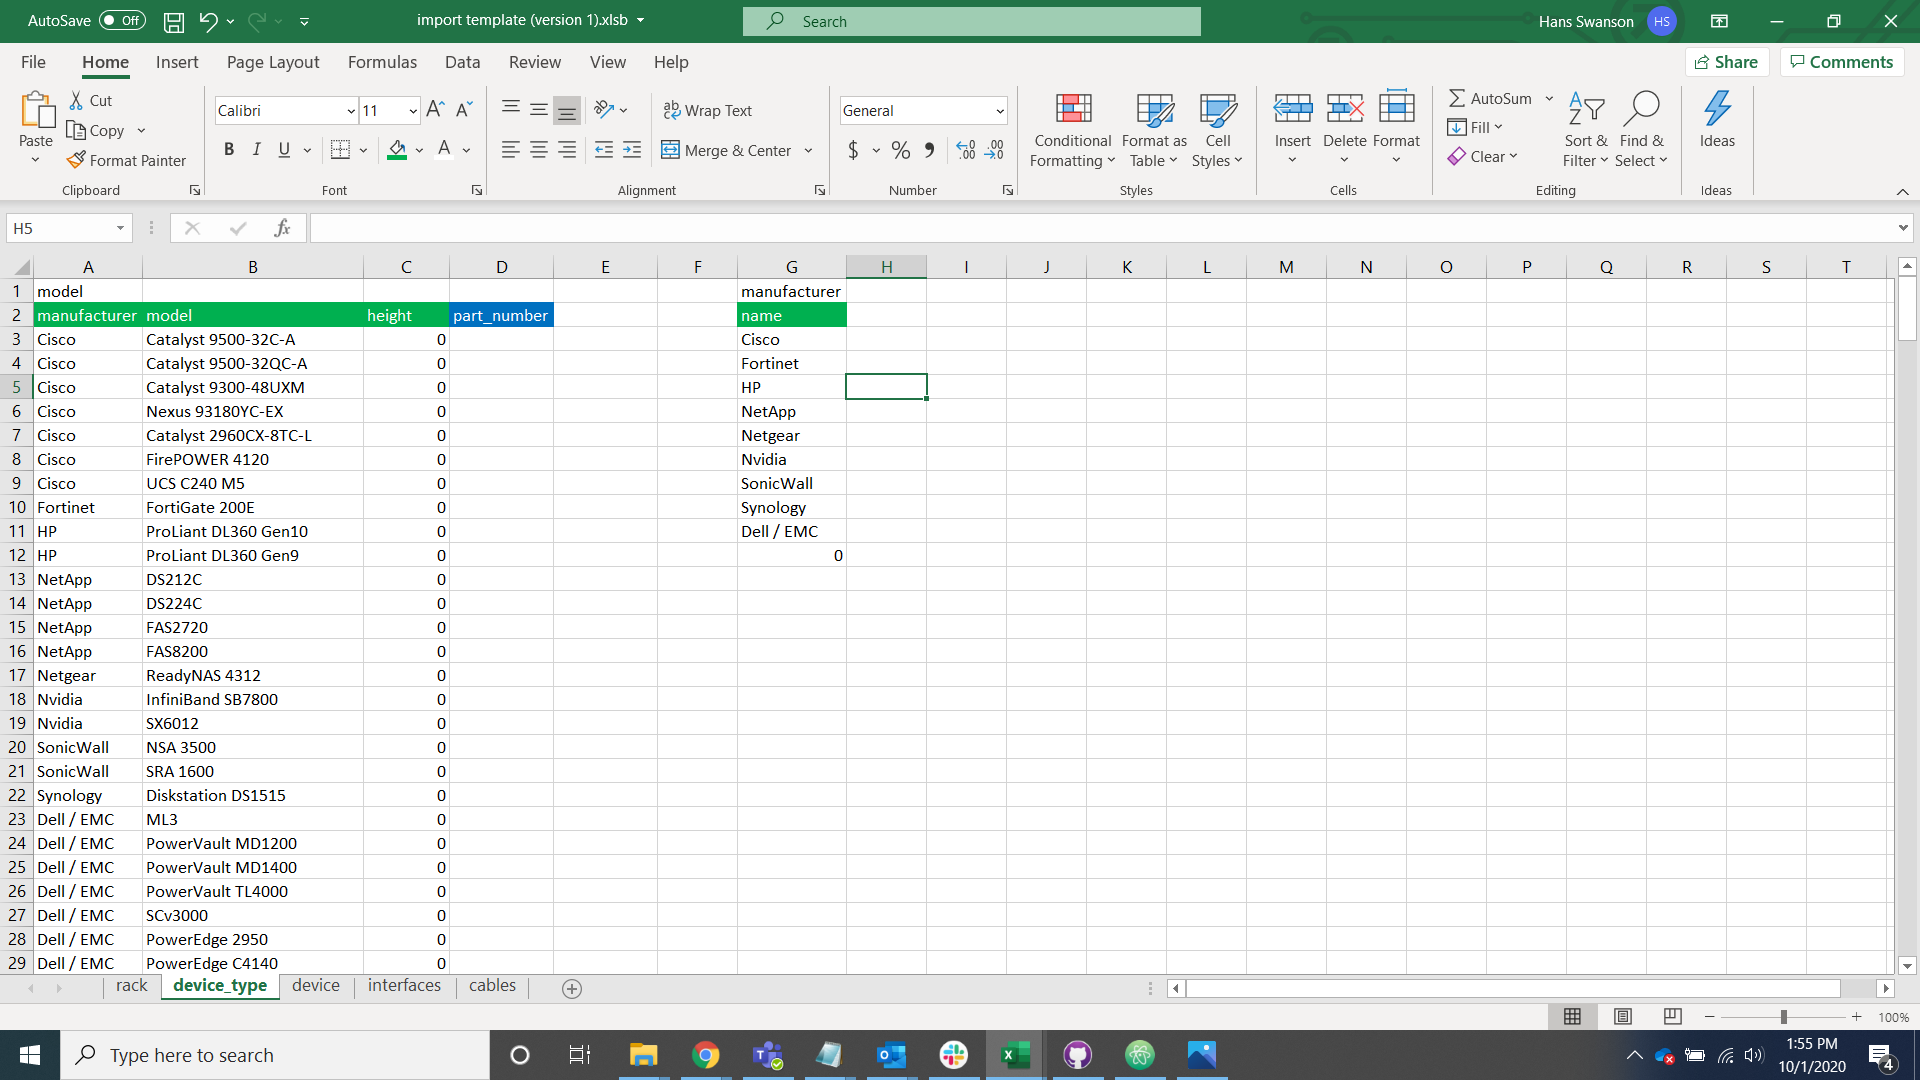 AutoSave Off import template (version 1).xlsb Search Hans Swanson HS
File Home Insert Page Layout Formulas Data Review View Help Share Comments
Paste Cut Copy Format Painter Clipboard
Calibri 11 B I U A Font
Wrap Text Merge & Center Alignment
General $ % Number
Conditional Formatting Format as Table Cell Styles Styles
Insert Delete Format Cells
AutoSum Fill Clear Sort & Filter Find & Select Editing
Ideas Ideas
H5 fx
A B C D E F G H I J K L M N O P Q R S T
1 model manufacturer
2 manufacturer model height part_number name
3 Cisco Catalyst 9500-32C-A 0 Cisco
4 Cisco Catalyst 9500-32QC-A 0 Fortinet
5 Cisco Catalyst 9300-48UXM 0 HP
6 Cisco Nexus 93180YC-EX 0 NetApp
7 Cisco Catalyst 2960CX-8TC-L 0 Netgear
8 Cisco FirePOWER 4120 0 Nvidia
9 Cisco UCS C240 M5 0 SonicWall
10 Fortinet FortiGate 200E 0 Synology
11 HP ProLiant DL360 Gen10 0 Dell / EMC
12 HP ProLiant DL360 Gen9 0 0
13 NetApp DS212C 0
14 NetApp DS224C 0
15 NetApp FAS2720 0
16 NetApp FAS8200 0
17 Netgear ReadyNAS 4312 0
18 Nvidia InfiniBand SB7800 0
19 Nvidia SX6012 0
20 SonicWall NSA 3500 0
21 SonicWall SRA 1600 0
22 Synology Diskstation DS1515 0
23 Dell / EMC ML3 0
24 Dell / EMC PowerVault MD1200 0
25 Dell / EMC PowerVault MD1400 0
26 Dell / EMC PowerVault TL4000 0
27 Dell / EMC SCv3000 0
28 Dell / EMC PowerEdge 2950 0
29 Dell / EMC PowerEdge C4140 0
rack device_type device interfaces cables
100%
Type here to search 1:55 PM
10/1/2020 4